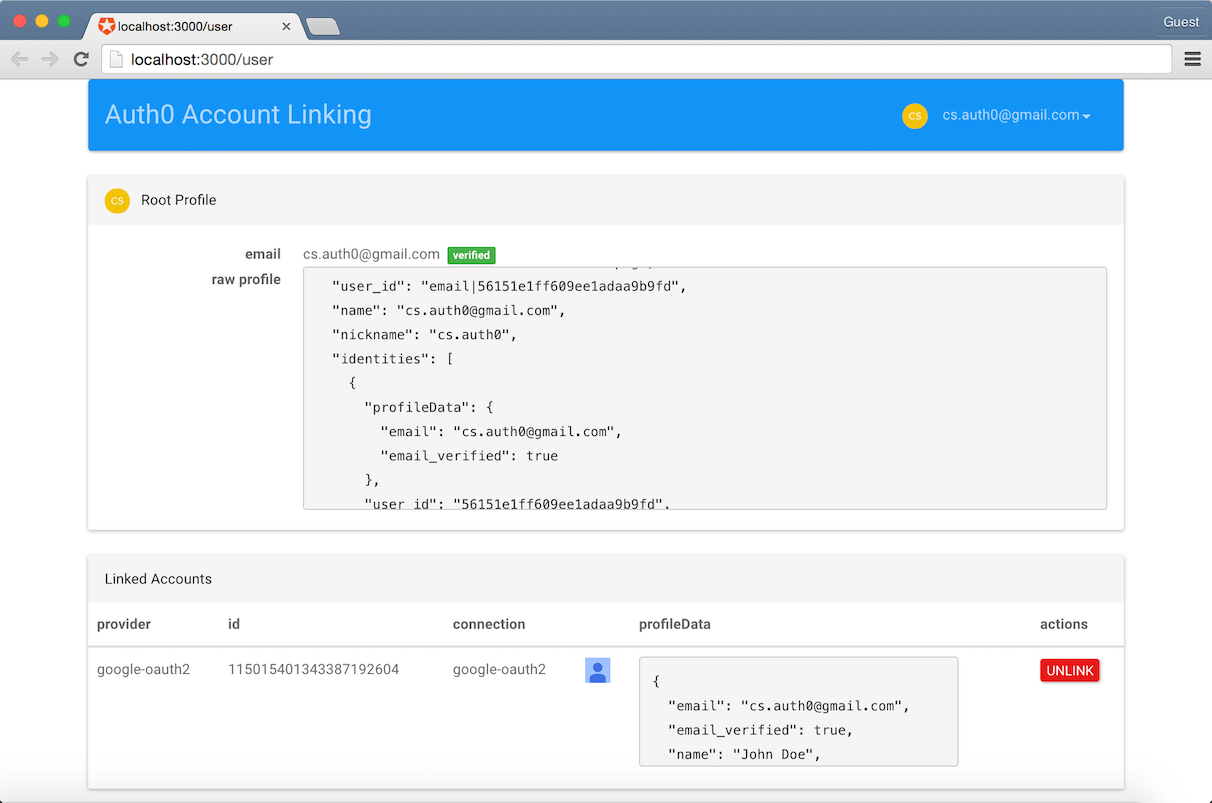 localhost:3000/user
Guest
localhost:3000/user
Auth0 Account Linking
CS
cs.auth0@gmail.com
CS
Root Profile
email
cs.auth0@gmail.com
verified
raw profile
"user_id": "email|56151e1ff609ee1adaa9b9fd",
"name": "cs.auth0@gmail.com",
"nickname": "cs.auth0",
"identities": [
{
"profileData": {
"email": "cs.auth0@gmail.com",
"email_verified": true
},
"user_id": "56151e1ff609ee1adaa9b9fd",
Linked Accounts
provider id connection profileData actions
google-oauth2 115015401343387192604 google-oauth2
{
"email": "cs.auth0@gmail.com",
"email_verified": true,
"name": "John Doe",
UNLINK